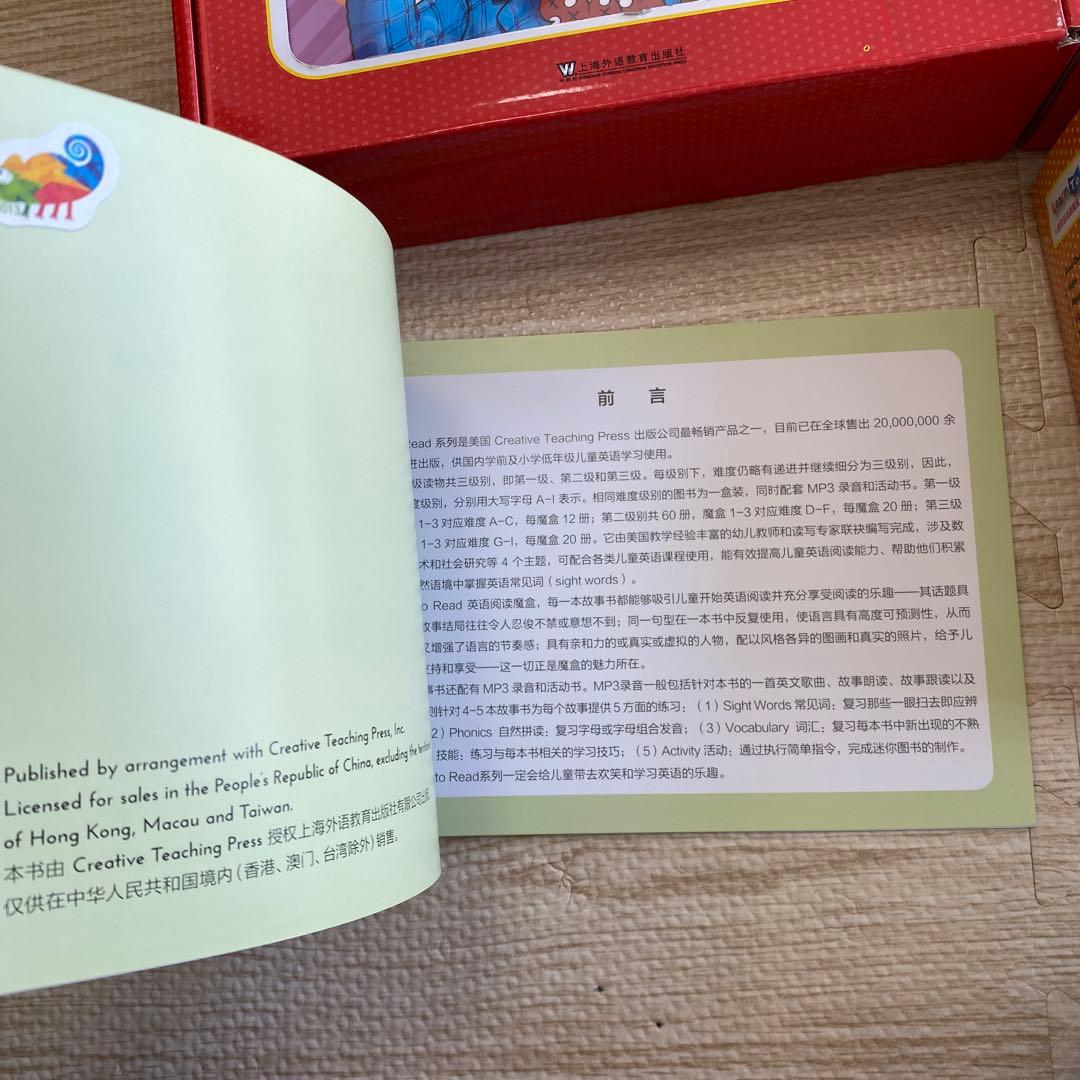 上海外语教育出版社
SHANGHAI FOREIGN LANGUAGE EDUCATION PRESS
Learn To
Published by arrangement with Creative Teaching Press, Inc.
Licensed for sales in the People's Republic of China, excluding the territories
of Hong Kong, Macau and Taiwan.
本书由 Creative Teaching Press 授权上海外语教育出版社有限公司出版。
仅供在中华人民共和国境内(香港、澳门、台湾除外)销售。
前 言
Read 系列是美国 Creative Teaching Press 出版公司最畅销产品之一，目前已在全球售出 20,000,000 余
进出版，供国内学前及小学低年级儿童英语学习使用。
级读物共三级别，即第一级、第二级和第三级。每级别下，难度仍略有递进并继续细分为三级别，因此，
度级别，分别用大写字母 A-I 表示。相同难度级别的图书为一盒装，同时配套 MP3 录音和活动书。第一级
1-3 对应难度 A-C，每魔盒 12 册；第二级别共 60 册，魔盒 1-3 对应难度 D-F，每魔盒 20 册；第三级
1-3 对应难度 G-I，每魔盒 20 册。它由美国教学经验丰富的幼儿教师和读写专家联袂编写完成，涉及数
术和社会研究等 4 个主题，可配合各类儿童英语课程使用，能有效提高儿童英语阅读能力、帮助他们积累
然语境中掌握英语常见词（sight words）。
to Read 英语阅读魔盒，每一本故事书都能够吸引儿童开始英语阅读并充分享受阅读的乐趣——其话题具
故事结局往往令人忍俊不禁或意想不到；同一句型在一本书中反复使用，使语言具有高度可预测性，从而
又增强了语言的节奏感；具有亲和力的或真实或虚拟的人物，配以风格各异的图画和真实的照片，给予儿
支持和享受——这一切正是魔盒的魅力所在。
事书还配有 MP3 录音和活动书。MP3录音一般包括针对本书的一首英文歌曲、故事朗读、故事跟读以及
则针对 4-5 本故事书为每个故事提供 5 方面的练习：（1）Sight Words 常见词：复习那些一眼扫去即应辨
2）Phonics 自然拼读：复习字母或字母组合发音；（3）Vocabulary 词汇：复习每本书中新出现的不熟
技能：练习与每本书相关的学习技巧；（5）Activity 活动：通过执行简单指令，完成迷你图书的制作。
to Read系列一定会给儿童带去欢笑和学习英语的乐趣。